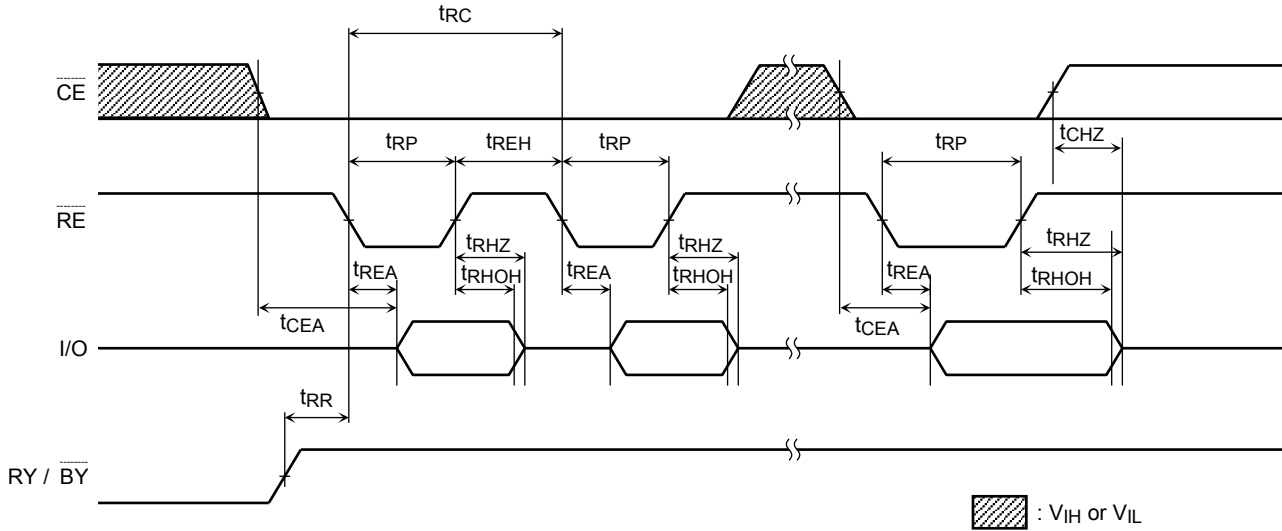 tRC
CE
tRP
tREH
tRP
tRP
tCHZ
RE
tREA
tRHZ
tRHOH
tREA
tRHZ
tRHOH
tREA
tRHZ
tRHOH
tCEA
tCEA
I/O
tRR
RY / BY
: VIH or VIL